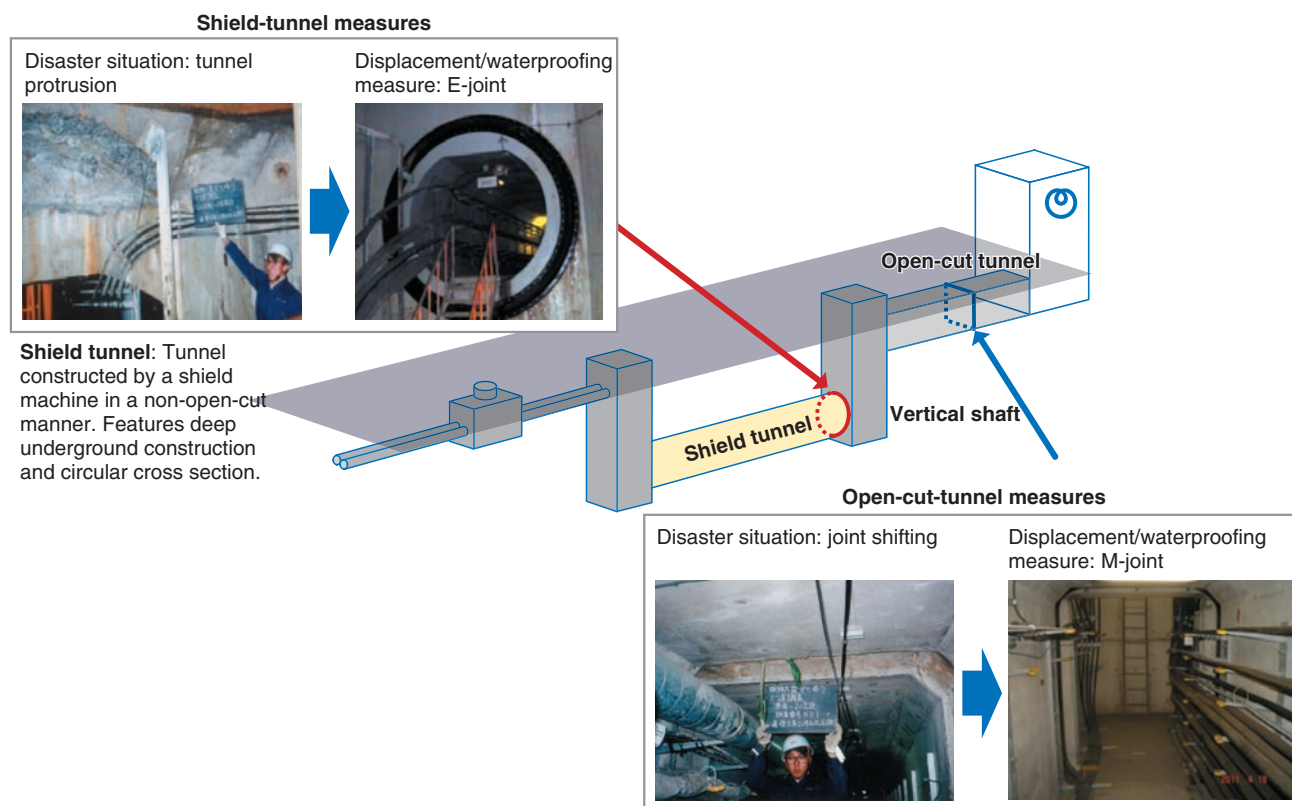 Shield-tunnel measures
Disaster situation: tunnel
protrusion
Displacement/waterproofing
measure: E-joint
Shield tunnel: Tunnel
constructed by a shield
machine in a non-open-cut
manner. Features deep
underground construction
and circular cross section.
Open-cut tunnel
Shield tunnel
Vertical shaft
Open-cut-tunnel measures
Disaster situation: joint shifting
Displacement/waterproofing
measure: M-joint